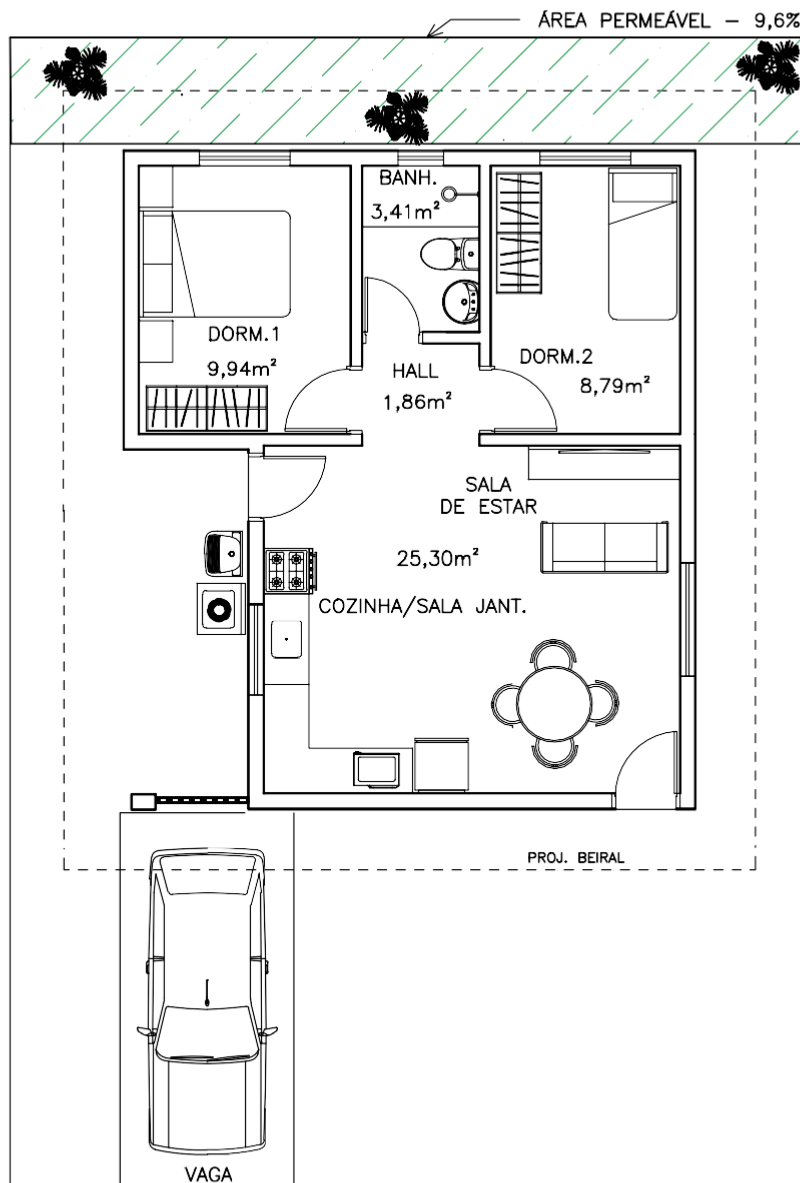 ÁREA PERMEÁVEL – 9,6%
BANH.
3,41m²
DORM.1
9,94m²
HALL
1,86m²
DORM.2
8,79m²
SALA
DE ESTAR
25,30m²
COZINHA/SALA JANT.
PROJ. BEIRAL
VAGA